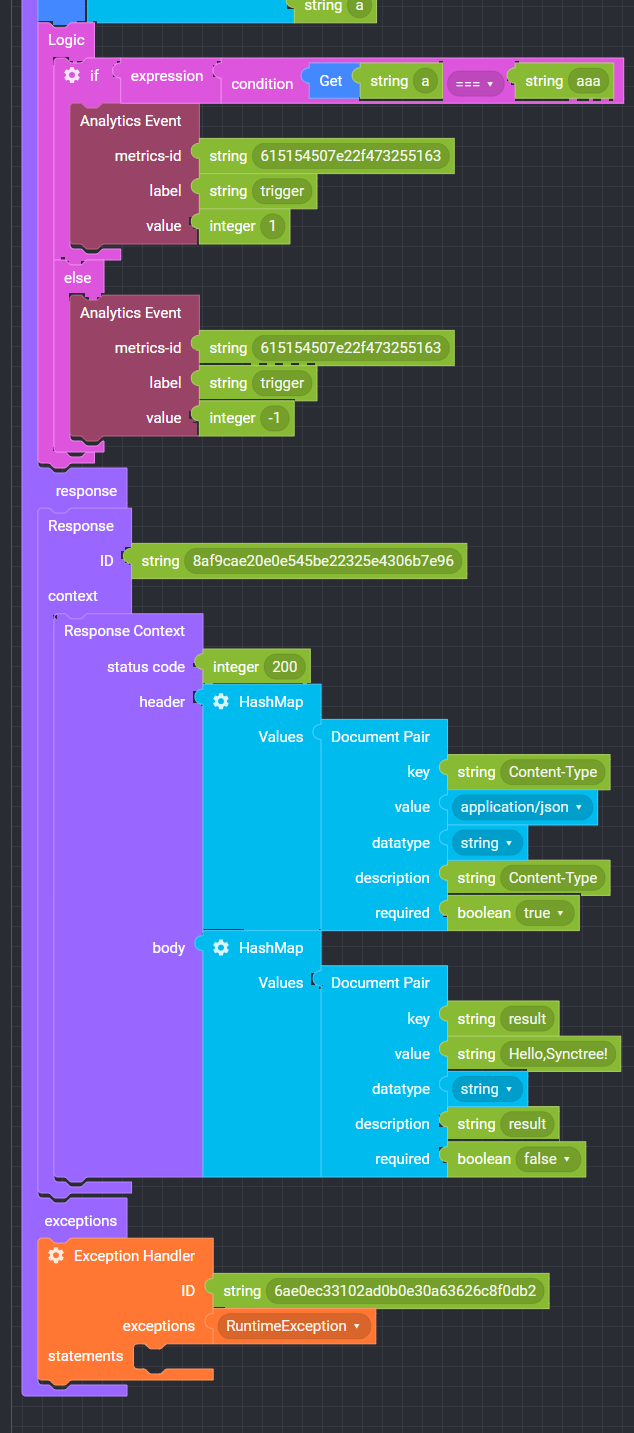 string a
Logic
if expression condition Get string a === string aaa
Analytics Event
metrics-id string 615154507e22f473255163
label string trigger
value integer 1
else
Analytics Event
metrics-id string 615154507e22f473255163
label string trigger
value integer -1
response
Response
ID string 8af9cae20e0e545be22325e4306b7e96
context
Response Context
status code integer 200
header HashMap
Values Document Pair
key string Content-Type
value application/json
datatype string
description string Content-Type
required boolean true
body HashMap
Values Document Pair
key string result
value string Hello,Synctree!
datatype string
description string result
required boolean false
exceptions
Exception Handler
ID string 6ae0ec33102ad0b0e30a63626c8f0db2
exceptions RuntimeException
statements